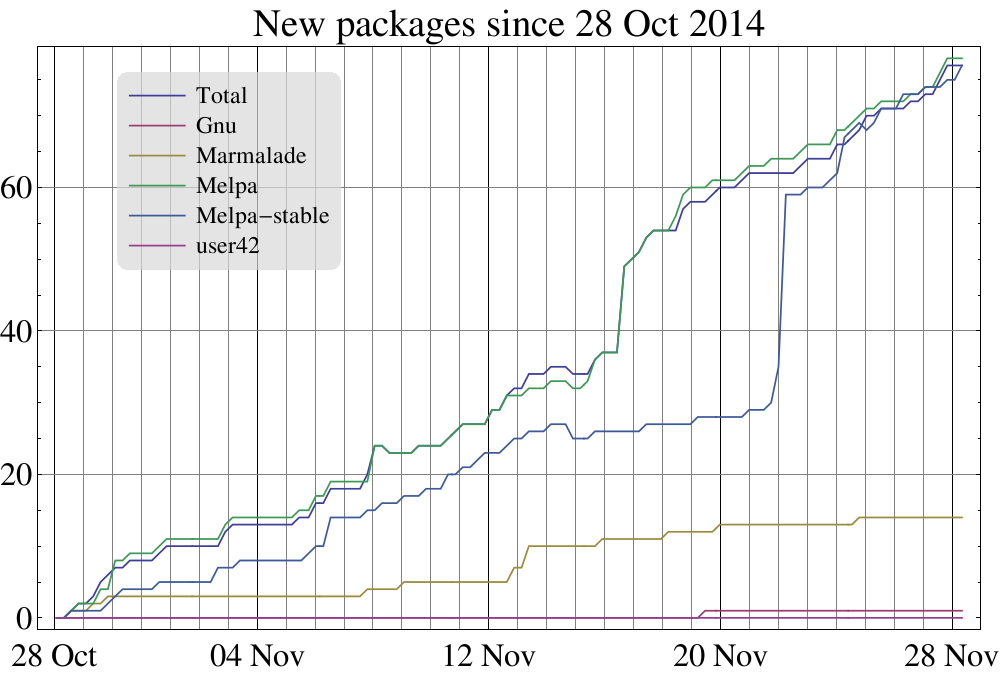 New packages since 28 Oct 2014
Total
Gnu
Marmalade
Melpa
Melpa-stable
user42
60
40
20
0
28 Oct
04 Nov
12 Nov
20 Nov
28 Nov